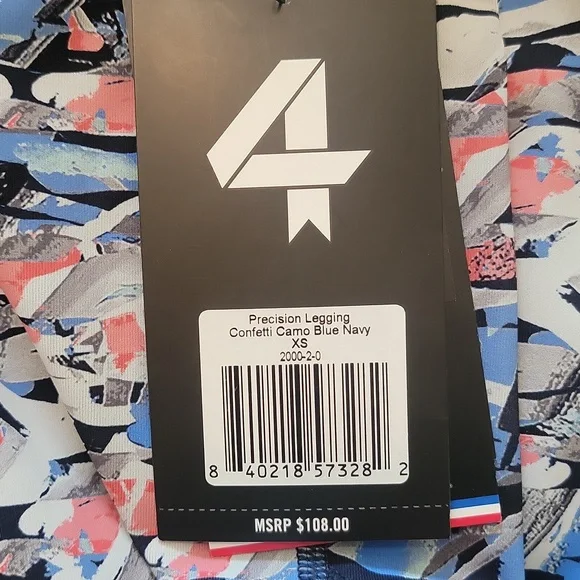 4
Precision Legging
Confetti Camo Blue Navy
XS
2000-2-0
8 40218 57328 2
MSRP $108.00